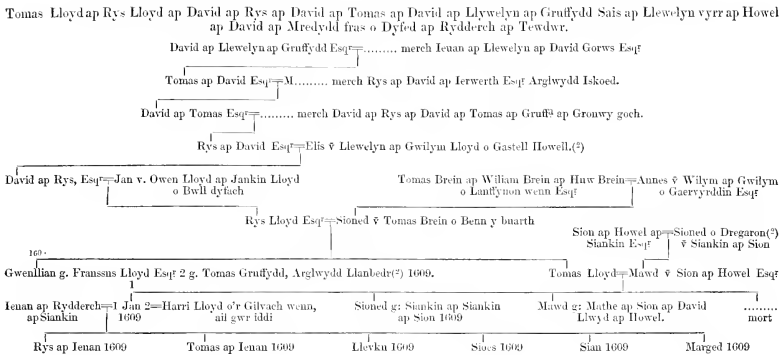 Tomas Lloyd ap Rys Lloyd ap David ap Rys ap David ap Tomas ap David ap Llywelyn ap Gruffydd Sais ap Llewelyn vyrr ap Howel
ap David ap Mredydd fras o Dyfed ap Rydderch ap Tewdwr.
David ap Llewelyn ap Gruffydd Esqr=......... merch Ieuan ap Llewelyn ap David Gorws Esqr
Tomas ap David Esqr=M........ merch Rys ap David ap Ierwerth Esqr Arglwydd Iskoed.
David ap Tomas Esqr=......... merch David ap Rys ap David ap Tomas ap Gruffd ap Gronwy goch.
Rys ap David Esqr=Elis ṽ Llewelyn ap Gwilym Lloyd o Gastell Howell.(²)
David ap Rys, Esqr=Jan v. Owen Lloyd ap Jankin Lloyd
o Bwll dyfach
Tomas Brein ap Wiliam Brein ap Huw Brein=Annes ṽ Wilym ap Gwilym
o Lanffynon wenn Esqr
o Gaervyrddin Esqr
Rys Lloyd Esqr=Sioned ṽ Tomas Brein o Benn y buarth
Sion ap Howel ap=Sioned o Dregaron(²)
Siankin Esqr
ṽ Siankin ap Sion
160·
Gwenllian g. Franssus Lloyd Esqr 2 g. Tomas Gruffydd, Arglwydd Llanbedr(²) 1609.
Tomas Lloyd=Mawd ṽ Sion ap Howel Esqr
1
Ieuan ap Rydderch=1 Jan 2=Harri Lloyd o'r Gilvach wenn,
ap Siankin
1609
ail gwr iddi
Sioned g: Siankin ap Siankin
ap Sion 1609
Mawd g: Mathe ap Sion ap David
Llwyd ap Howel.
.........
mort
Rys ap Ieuan 1609
Tomas ap Ieuan 1609
Llevku 1609
Sioes 1609
Sian 1609
Marged 1609